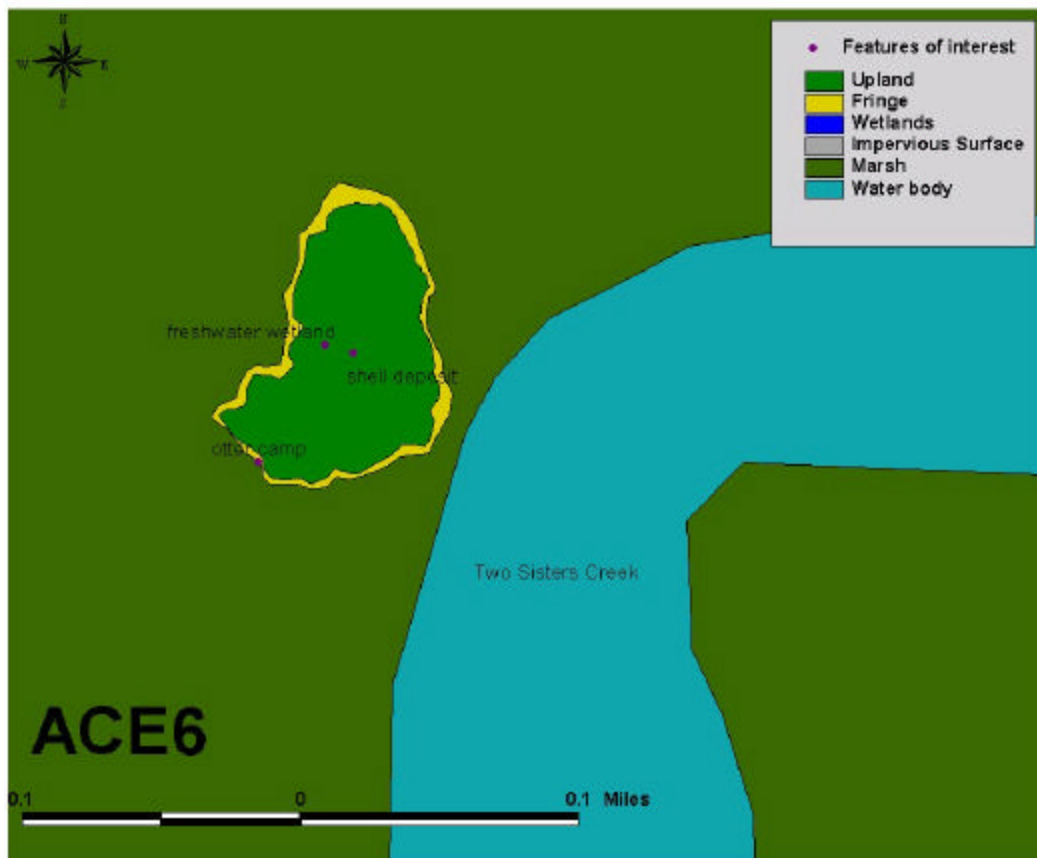 N
W E
S
Features of interest
Upland
Fringe
Wetlands
Impervious Surface
Marsh
Water body
freshwater wetland
shell deposit
otter camp
Two Sisters Creek
ACE6
0.1 0 0.1 Miles